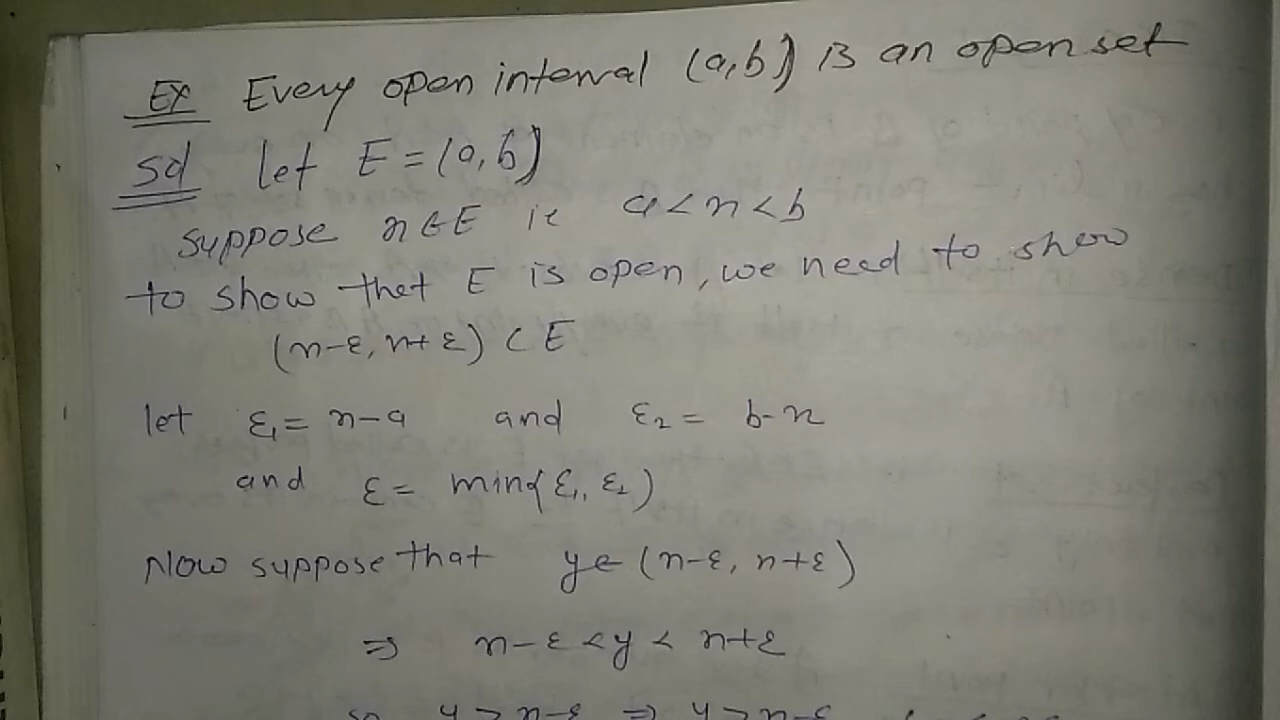 Ex Every open interval (a,b) is an open set
Sol let E = (a,b)
suppose x∈E ie a<x<b
to show that E is open, we need to show
(x-ε, x+ε) ⊂ E
let ε₁ = x-a and ε₂ = b-x
and ε = min{ε₁, ε₂)
Now suppose that y∈ (x-ε, x+ε)
⇒ x-ε <y < x+ε
so y > x-ε ⇒ y > x-ε